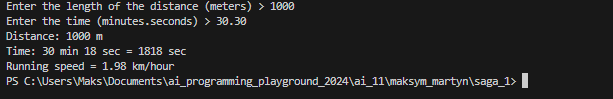 Enter the length of the distance (meters) > 1000
Enter the time (minutes.seconds) > 30.30
Distance: 1000 m
Time: 30 min 18 sec = 1818 sec
Running speed = 1.98 km/hour
PS C:\Users\Maks\Documents\ai_programming_playground_2024\ai_11\maksym_martyn\saga_1>